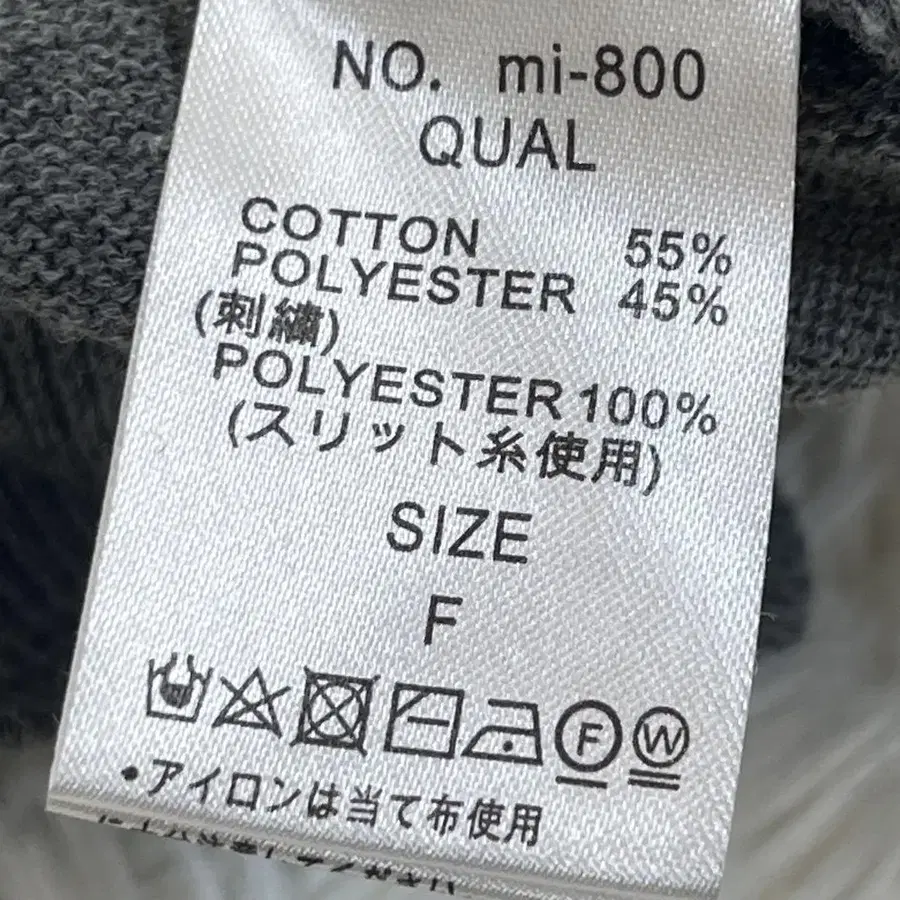 NO. mi-800
QUAL
COTTON 55%
POLYESTER 45%
(刺繍)
POLYESTER 100%
(スリット糸使用)
SIZE
F
F W
・アイロンは当て布使用